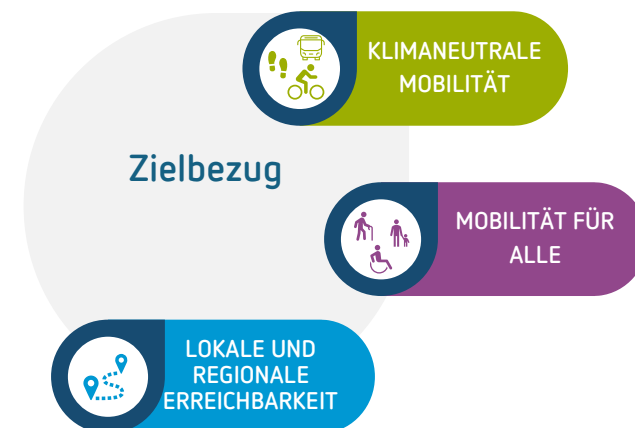 KLIMANEUTRALE
MOBILITÄT
Zielbezug
MOBILITÄT FÜR
ALLE
LOKALE UND
REGIONALE
ERREICHBARKEIT